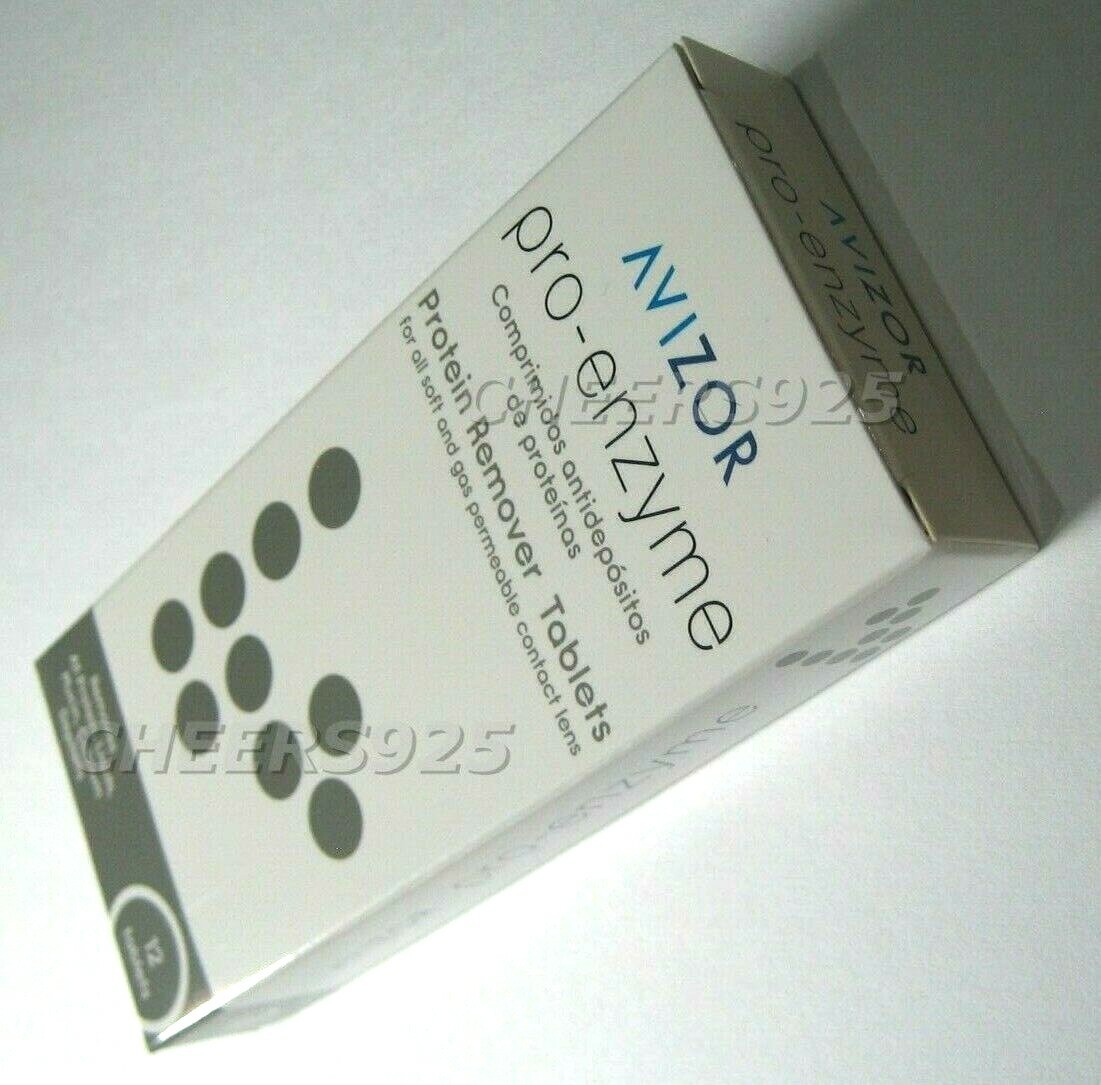 AVIZOR
pro-enzyme
Comprimidos antidepósitos
de proteínas
Protein Remover Tablets
for all soft and gas permeable contact lens
12
tablets
AVIZOR
pro-enzyme
pro-enzyme
CHEERS925
CHEERS925